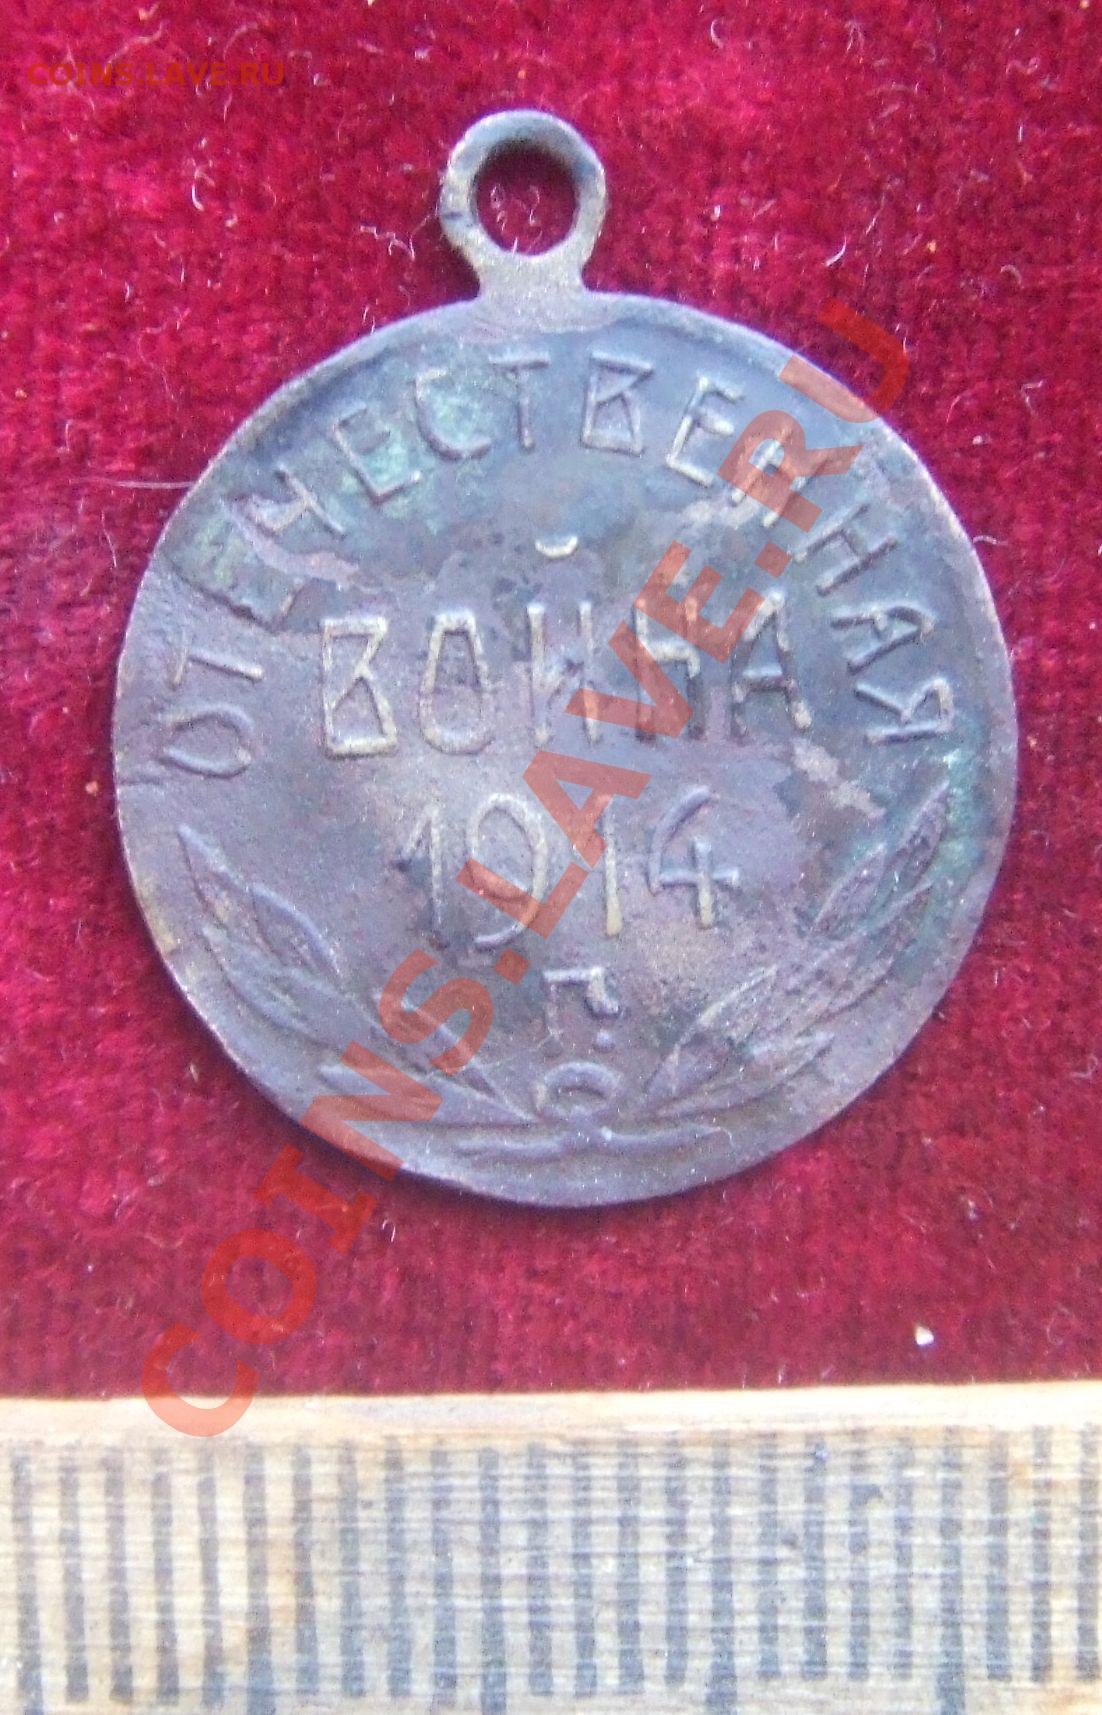 COINS.LAVE.RU
ОТЕЧЕСТВЕННАЯ
ВОЙНА
1914
Г.
COINS.LAVE.RU